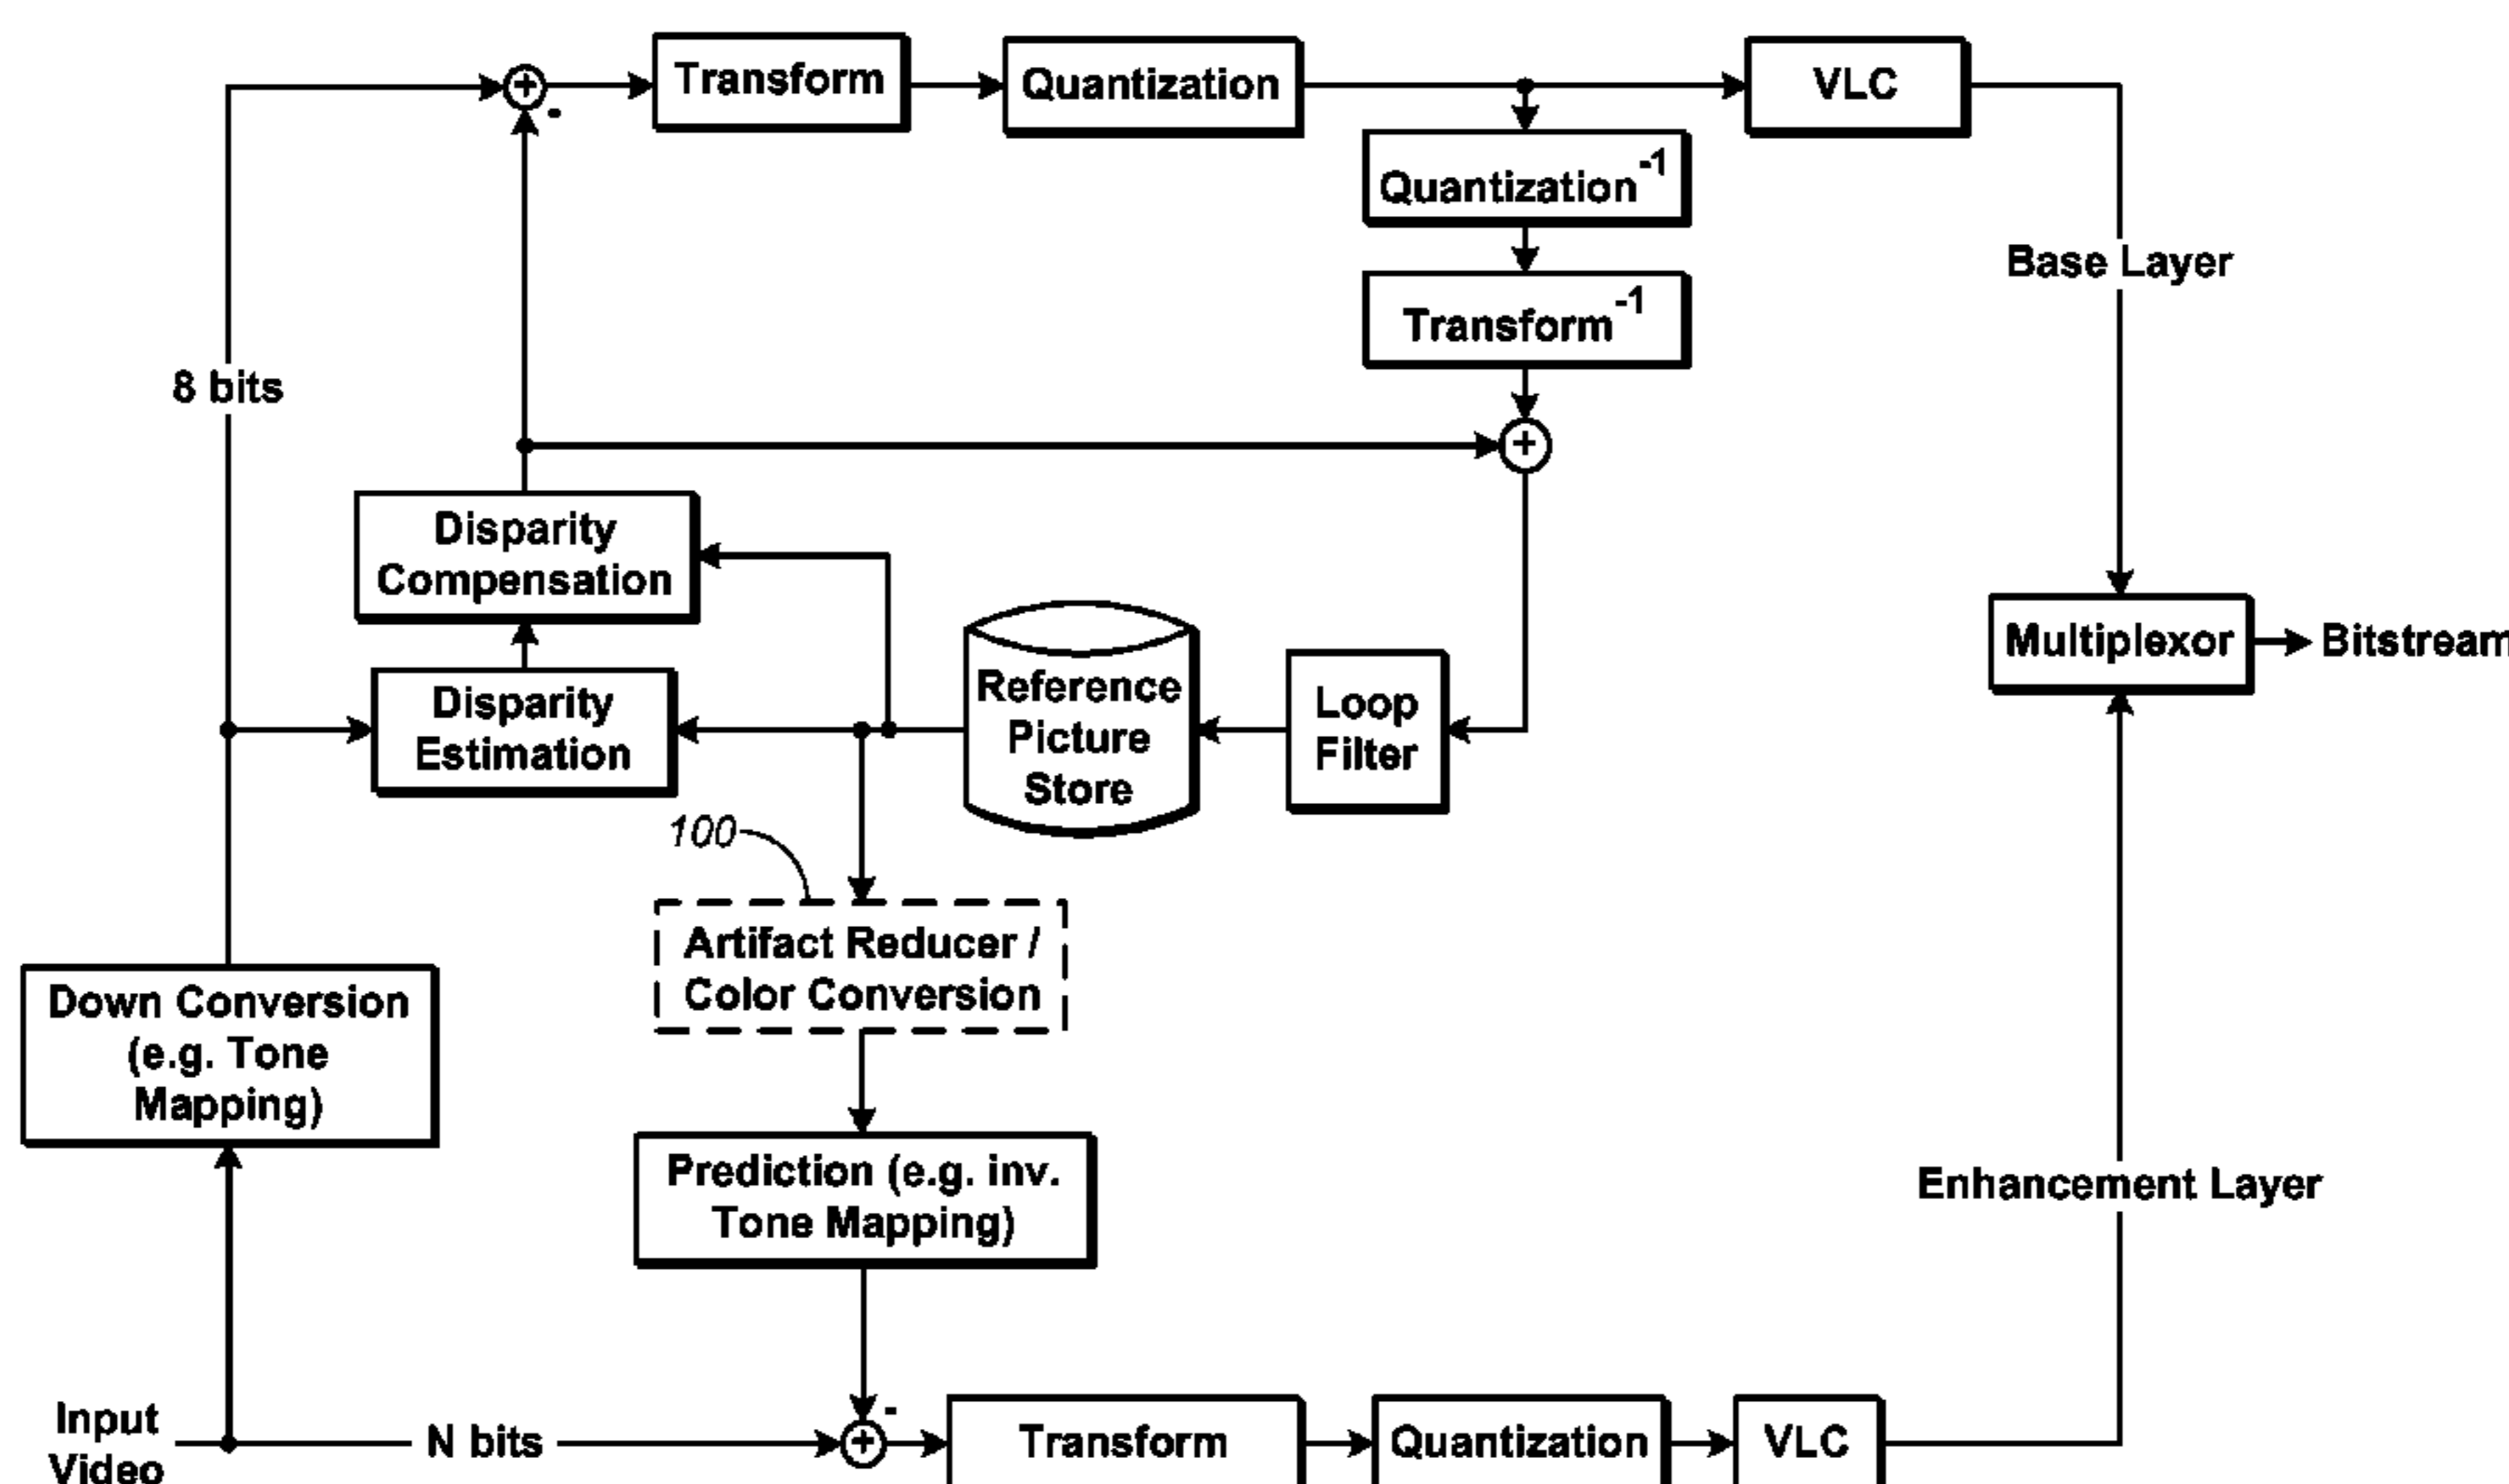 Transform
Quantization
VLC
-
Quantization-1
Base Layer
Transform-1
8 bits
Disparity
Compensation
Multiplexor
Bitstream
Reference
Picture
Store
Loop
Filter
Disparity
Estimation
100
Artifact Reducer /
Color Conversion
Down Conversion
(e.g. Tone
Mapping)
Prediction (e.g. inv.
Tone Mapping)
Enhancement Layer
Input
Video
N bits
-
Transform
Quantization
VLC